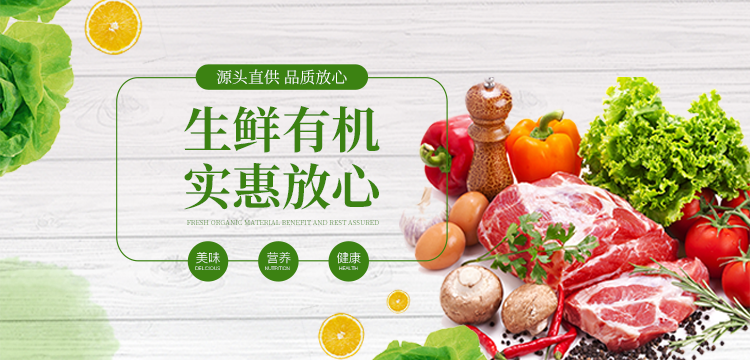 源头直供 品质放心
生鲜有机
实惠放心
FRESH ORGANIC MATERIAL BENEFIT AND REST ASSURED
美味 营养 健康
DELICIOUS NUTRITION HEALTH